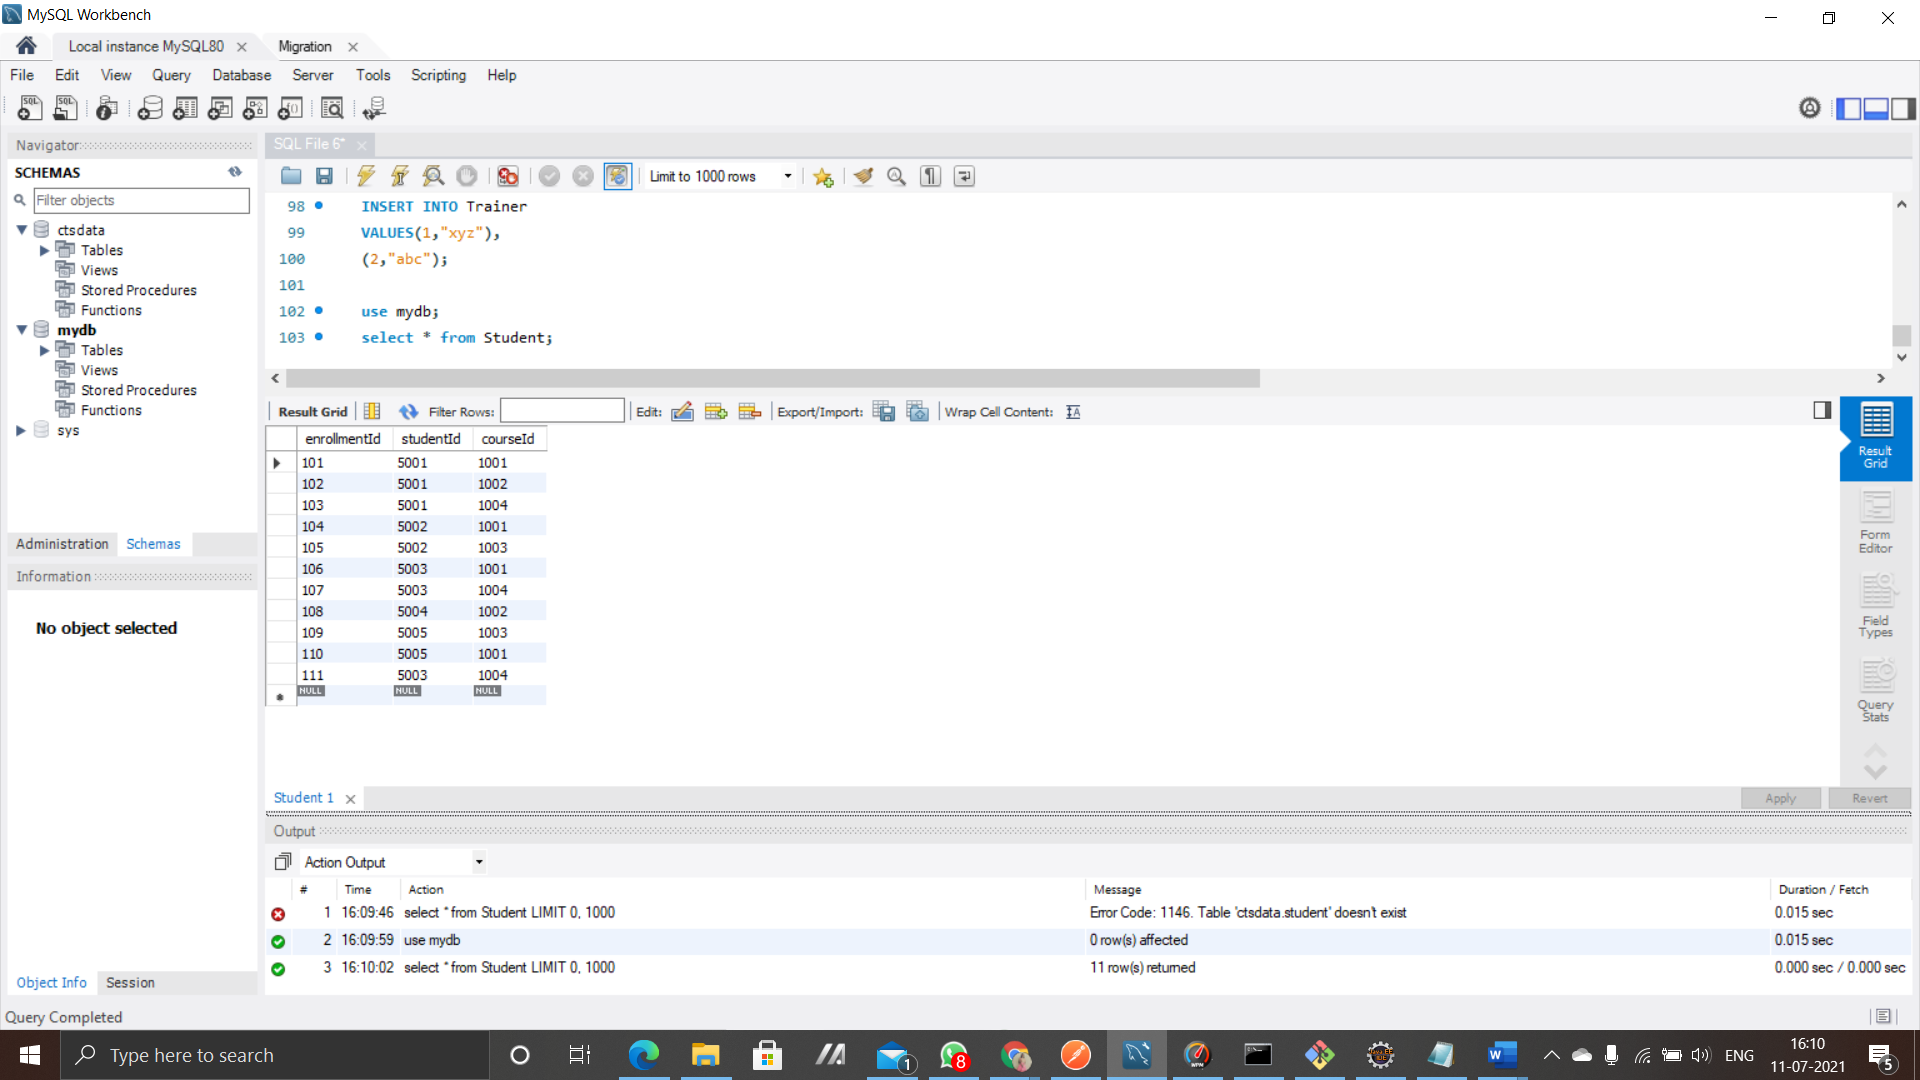 MySQL Workbench
Local instance MySQL80
Migration
File Edit View Query Database Server Tools Scripting Help
Navigator
SCHEMAS
Filter objects
ctsdata
Tables
Views
Stored Procedures
Functions
mydb
Tables
Views
Stored Procedures
Functions
sys
Administration Schemas
Information
No object selected
Object Info Session
SQL File 6*
Limit to 1000 rows
98 INSERT INTO Trainer
99 VALUES(1,"xyz"),
100 (2,"abc");
101
102 use mydb;
103 select * from Student;
Result Grid Filter Rows: Edit: Export/Import: Wrap Cell Content:
enrollmentId studentId courseId
101 5001 1001
102 5001 1002
103 5001 1004
104 5002 1001
105 5002 1003
106 5003 1001
107 5003 1004
108 5004 1002
109 5005 1003
110 5005 1001
111 5003 1004
NULL NULL NULL
Result
Grid
Form
Editor
Field
Types
Query
Stats
Student 1
Apply Revert
Output
Action Output
# Time Action Message Duration / Fetch
1 16:09:46 select * from Student LIMIT 0, 1000 Error Code: 1146. Table 'ctsdata.student' doesn't exist 0.015 sec
2 16:09:59 use mydb 0 row(s) affected 0.015 sec
3 16:10:02 select * from Student LIMIT 0, 1000 11 row(s) returned 0.000 sec / 0.000 sec
Query Completed
Type here to search
1
8
ENG
16:10
11-07-2021
5